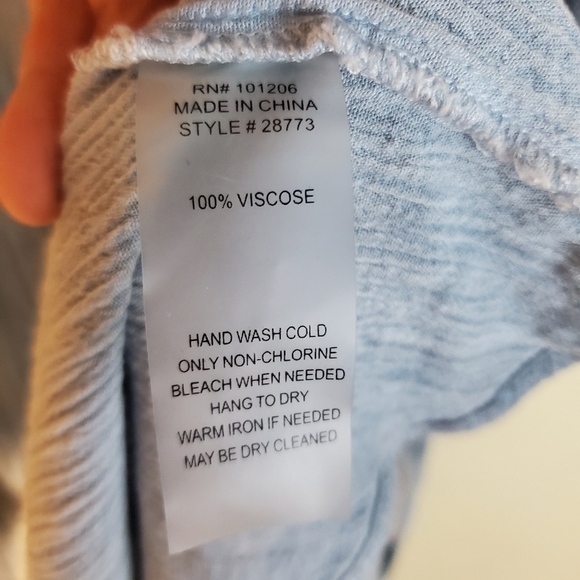 RN# 101206
MADE IN CHINA
STYLE # 28773
100% VISCOSE
HAND WASH COLD
ONLY NON-CHLORINE
BLEACH WHEN NEEDED
HANG TO DRY
WARM IRON IF NEEDED
MAY BE DRY CLEANED